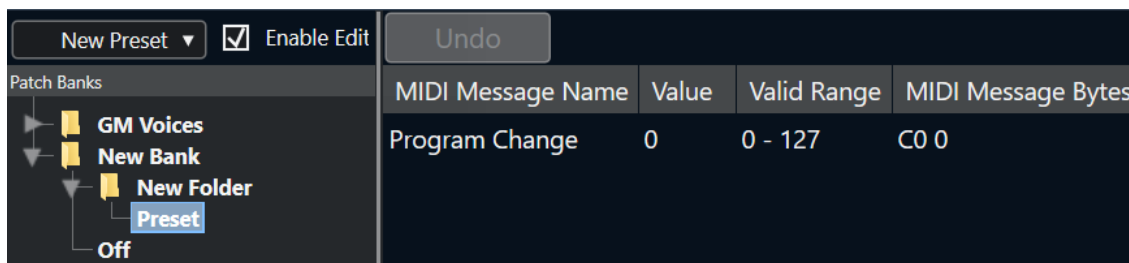 New Preset ▼ Enable Edit Undo
Patch Banks
MIDI Message Name Value Valid Range MIDI Message Bytes
GM Voices
New Bank
New Folder
Preset
Off
Program Change 0 0 - 127 C0 0